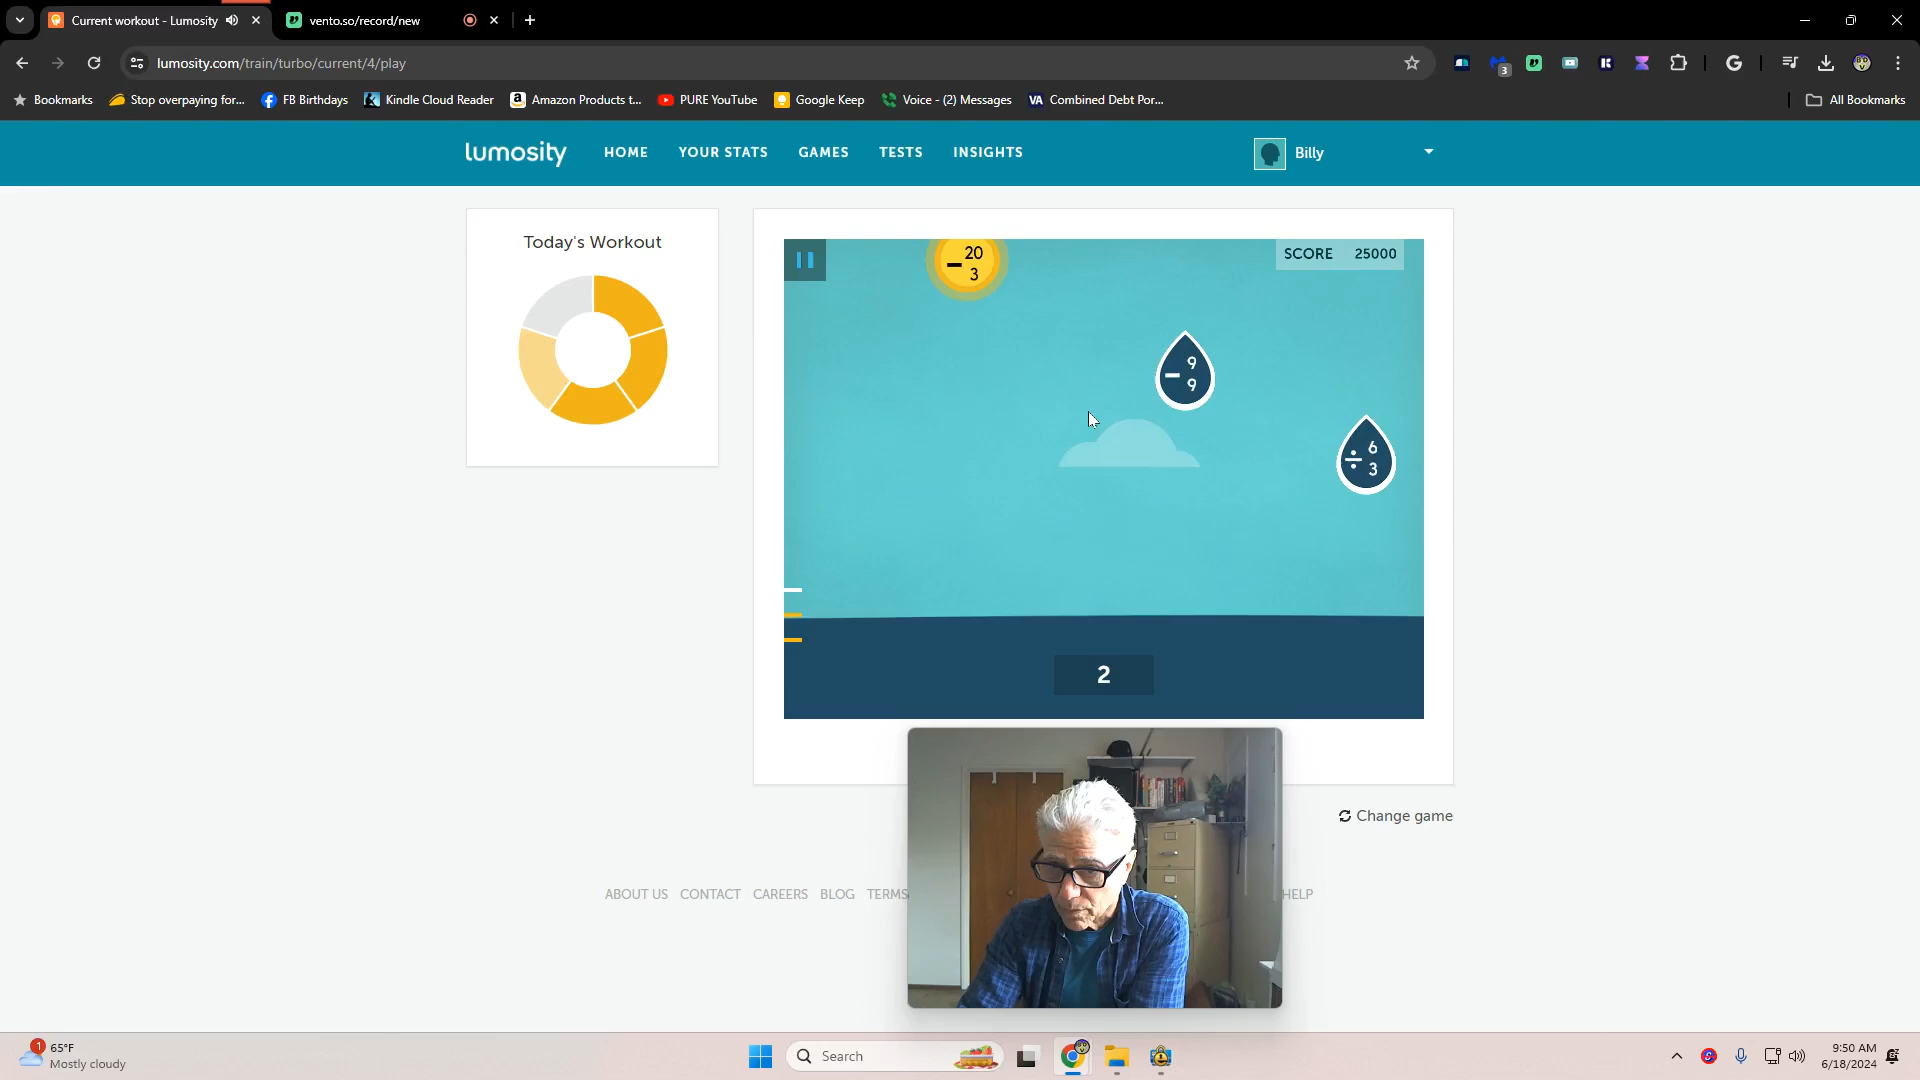 Current workout - Lumosity
vento.so/record/new
lumosity.com/train/turbo/current/4/play
3
Bookmarks
Stop overpaying for...
FB Birthdays
Kindle Cloud Reader
Amazon Products t...
PURE YouTube
Google Keep
Voice - (2) Messages
VA Combined Debt Por...
All Bookmarks
lumosity
HOME
YOUR STATS
GAMES
TESTS
INSIGHTS
Billy
Today's Workout
SCORE 25000
20
− 3
9
− 9
6
÷ 3
2
Change game
ABOUT US
CONTACT
CAREERS
BLOG
TERMS
HELP
1
65°F
Mostly cloudy
Search
9:50 AM
6/18/2024